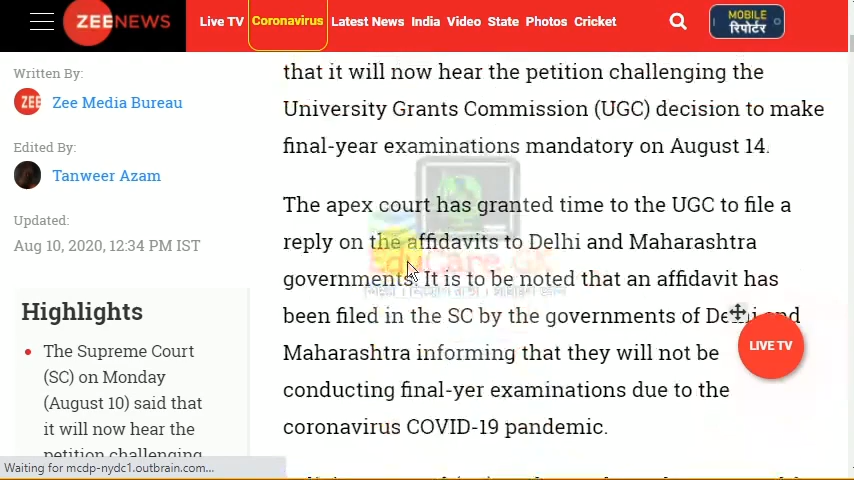 ZEENEWS
Live TV Coronavirus Latest News India Video State Photos Cricket
MOBILE
रिपोर्टर
Written By:
ZEE Zee Media Bureau
Edited By:
Tanweer Azam
Updated:
Aug 10, 2020, 12:34 PM IST
Highlights
The Supreme Court
(SC) on Monday
(August 10) said that
it will now hear the
petition challenging
that it will now hear the petition challenging the
University Grants Commission (UGC) decision to make
final-year examinations mandatory on August 14.
The apex court has granted time to the UGC to file a
reply on the affidavits to Delhi and Maharashtra
governments. It is to be noted that an affidavit has
been filed in the SC by the governments of Delhi and
Maharashtra informing that they will not be
conducting final-yer examinations due to the
coronavirus COVID-19 pandemic.
EduCare GK
LIVE TV
Waiting for mcdp-nydc1.outbrain.com...